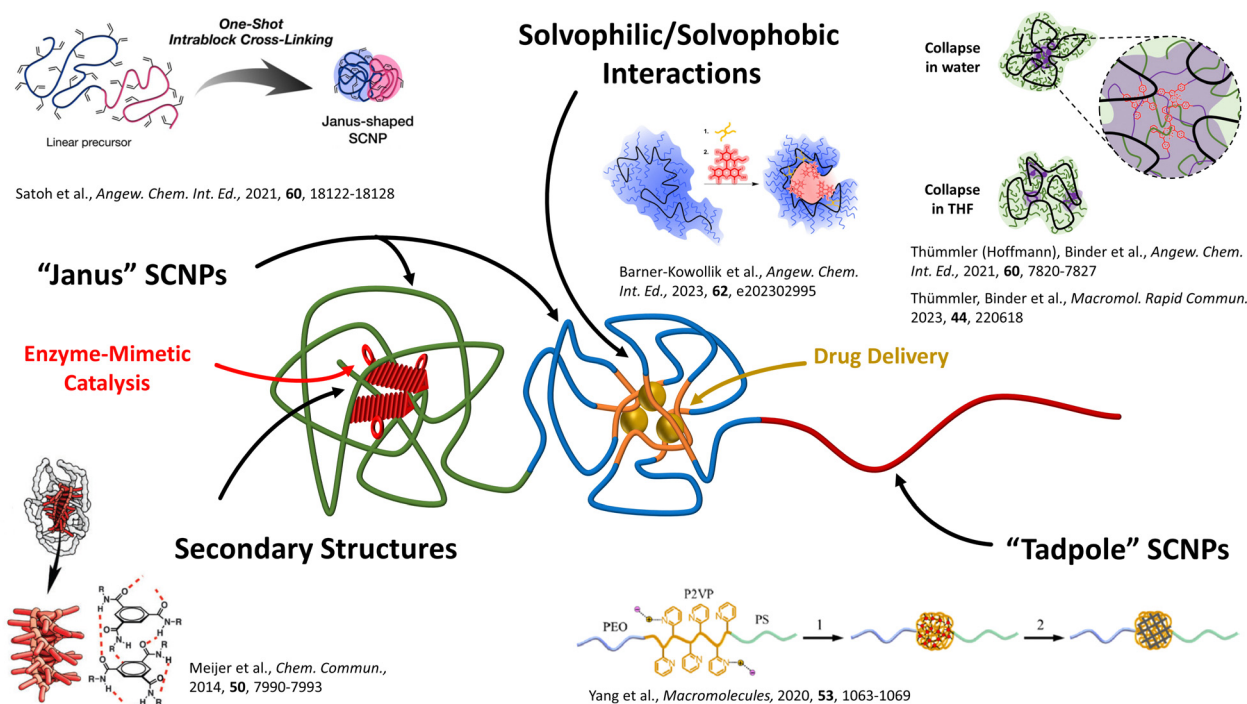 One-Shot
Intrablock Cross-Linking
Linear precursor
Janus-shaped
SCNP
Satoh et al., Angew. Chem. Int. Ed., 2021, 60, 18122-18128
Solvophilic/Solvophobic
Interactions
1.
2.
Barner-Kowollik et al., Angew. Chem.
Int. Ed., 2023, 62, e202302995
Collapse
in water
Collapse
in THF
Thümmler (Hoffmann), Binder et al., Angew. Chem.
Int. Ed., 2021, 60, 7820-7827
Thümmler, Binder et al., Macromol. Rapid Commun.
2023, 44, 220618
“Janus” SCNPs
Enzyme-Mimetic
Catalysis
Drug Delivery
Secondary Structures
“Tadpole” SCNPs
R
N
H
O
O
N-R
H
O
N
H
R
O
N
H
R
O
H
N-R
O
N
H
R
Meijer et al., Chem. Commun.,
2014, 50, 7990-7993
PEO
P2VP
PS
N
N
N
N
N
N
1
2
Yang et al., Macromolecules, 2020, 53, 1063-1069